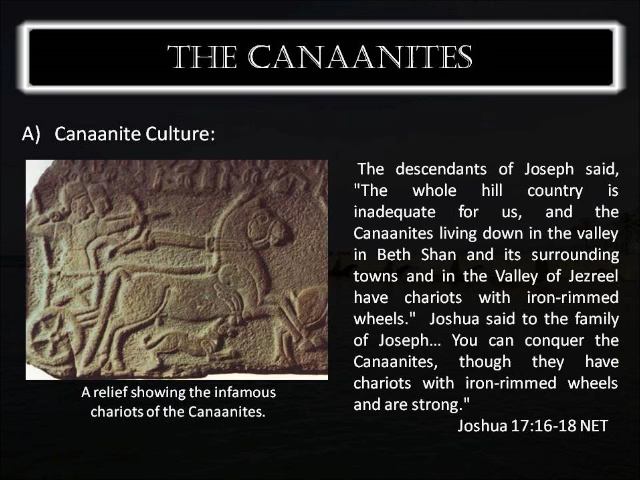 THE CANAANITES
A) Canaanite Culture:
The descendants of Joseph said,
"The whole hill country is
inadequate for us, and the
Canaanites living down in the valley
in Beth Shan and its surrounding
towns and in the Valley of Jezreel
have chariots with iron-rimmed
wheels." Joshua said to the family
of Joseph... You can conquer the
Canaanites, though they have
chariots with iron-rimmed wheels
and are strong."
Joshua 17:16-18 NET
A relief showing the infamous
chariots of the Canaanites.